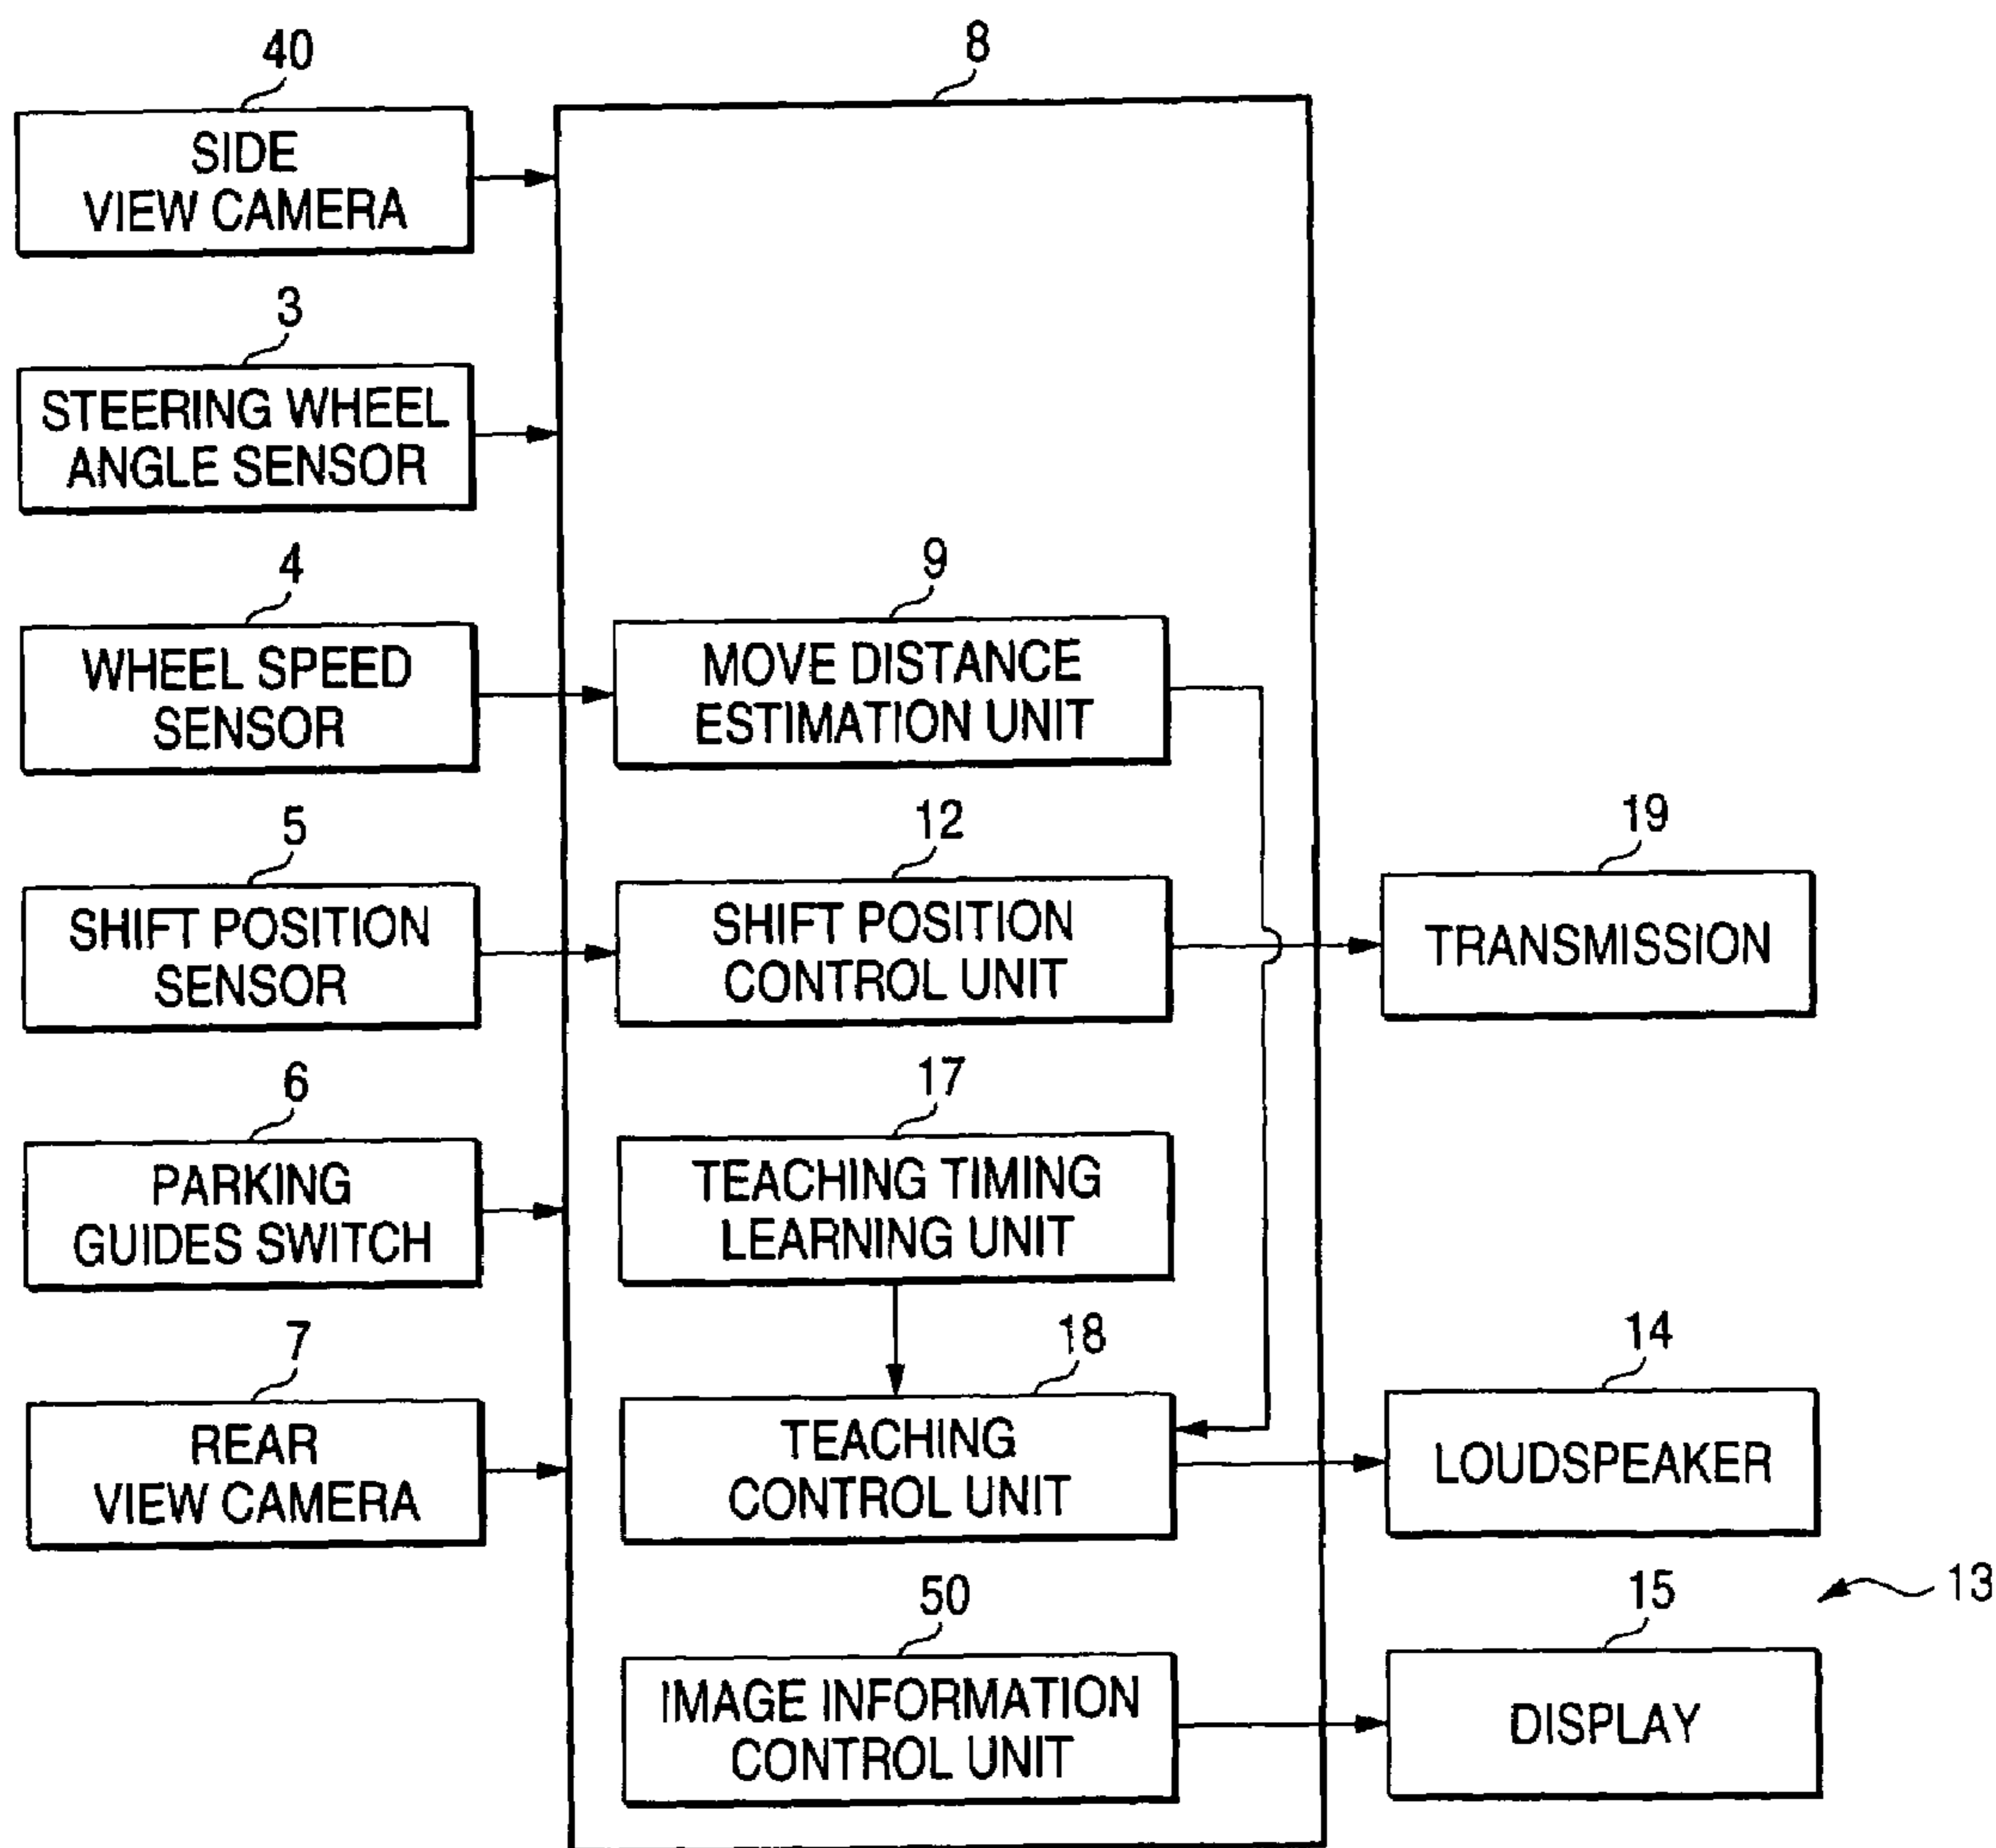 40
8
SIDE
VIEW CAMERA
3
STEERING WHEEL
ANGLE SENSOR
4
9
WHEEL SPEED
SENSOR
MOVE DISTANCE
ESTIMATION UNIT
5
12
19
SHIFT POSITION
SENSOR
SHIFT POSITION
CONTROL UNIT
TRANSMISSION
6
17
PARKING
GUIDES SWITCH
TEACHING TIMING
LEARNING UNIT
7
18
14
REAR
VIEW CAMERA
TEACHING
CONTROL UNIT
LOUDSPEAKER
13
50
15
IMAGE INFORMATION
CONTROL UNIT
DISPLAY